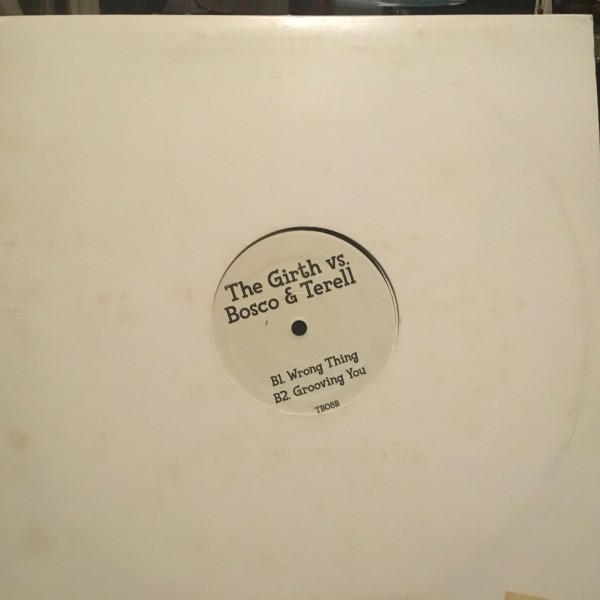 The Girth vs.
Bosco & Terell
B1. Wrong Thing
B2. Grooving You
TB06B